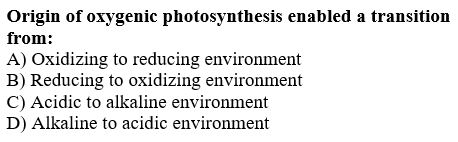 Origin of oxygenic photosynthesis enabled a transition
from:
A) Oxidizing to reducing environment
B) Reducing to oxidizing environment
C) Acidic to alkaline environment
D) Alkaline to acidic environment